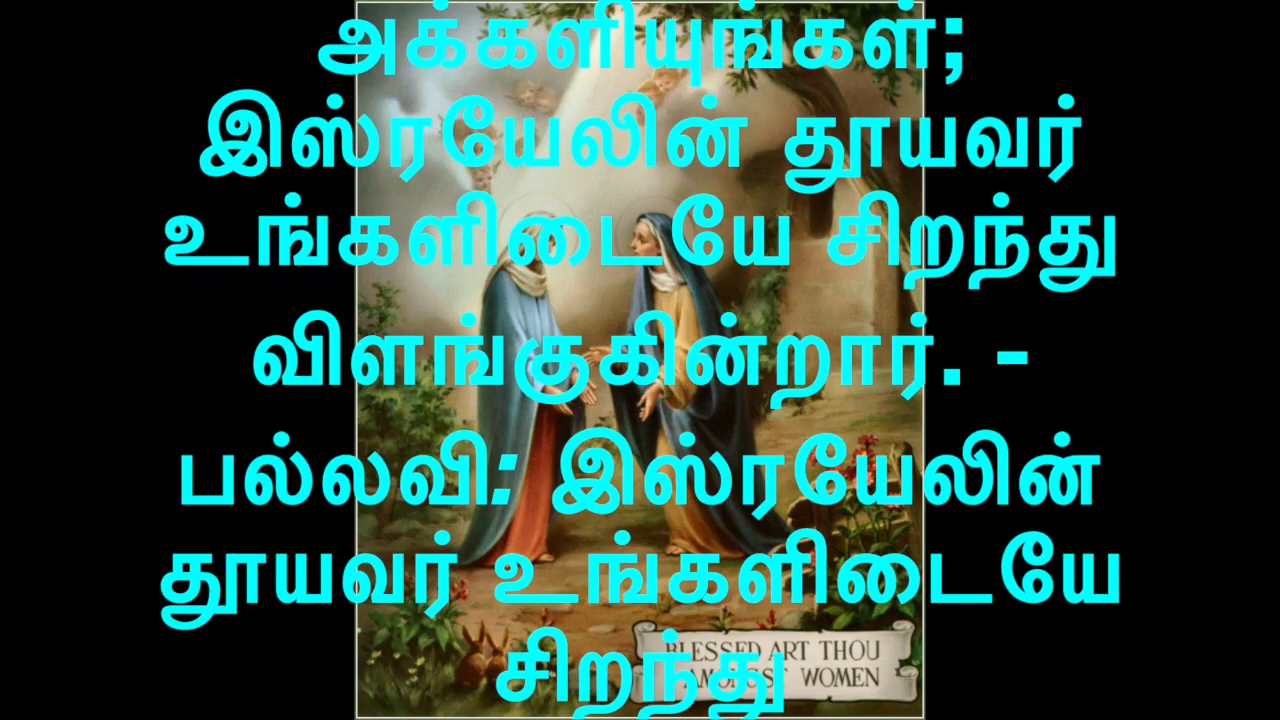 அக்களியுங்கள்;
இஸ்ரயேலின் தூயவர்
உங்களிடையே சிறந்து
விளங்குகின்றார். -
பல்லவி: இஸ்ரயேலின்
தூயவர் உங்களிடையே
சிறந்து
BLESSED ART THOU
AMONGST WOMEN